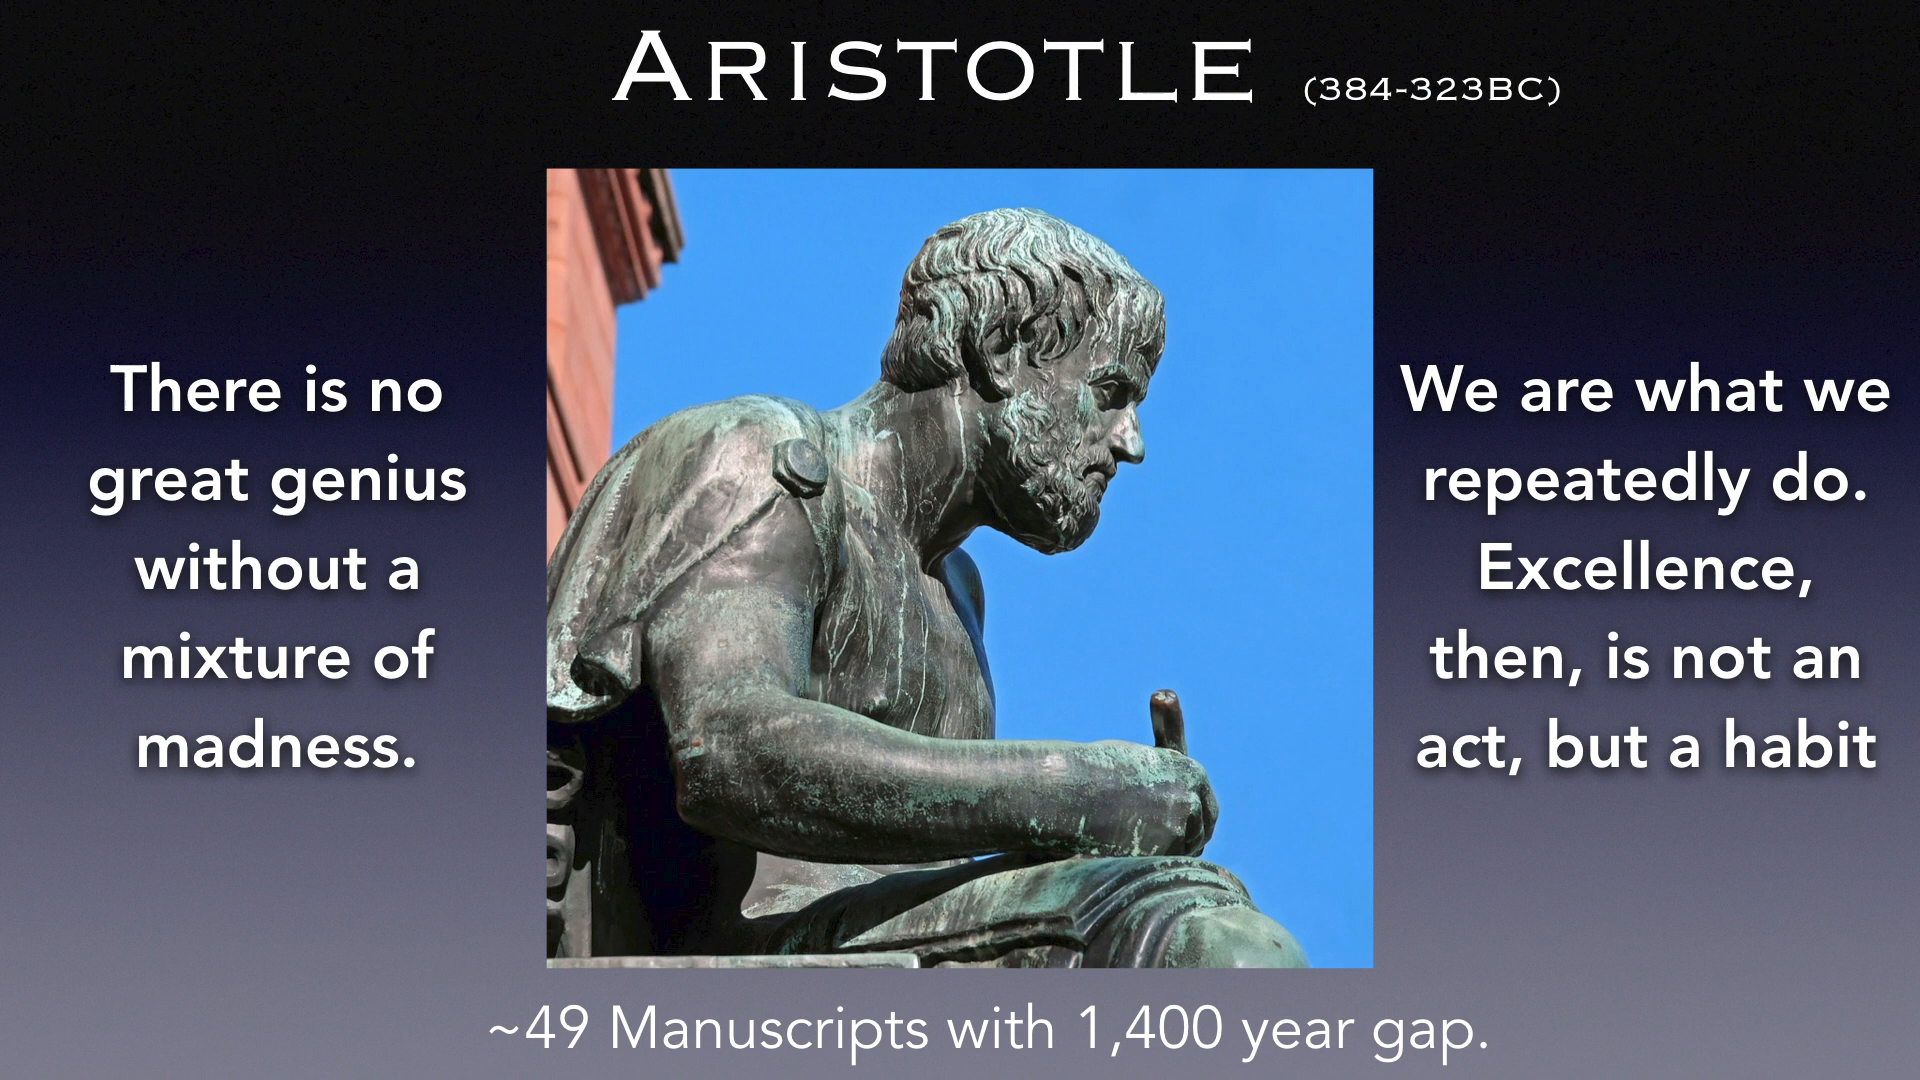 ARISTOTLE (384-323BC)
There is no
great genius
without a
mixture of
madness.
We are what we
repeatedly do.
Excellence,
then, is not an
act, but a habit
~49 Manuscripts with 1,400 year gap.